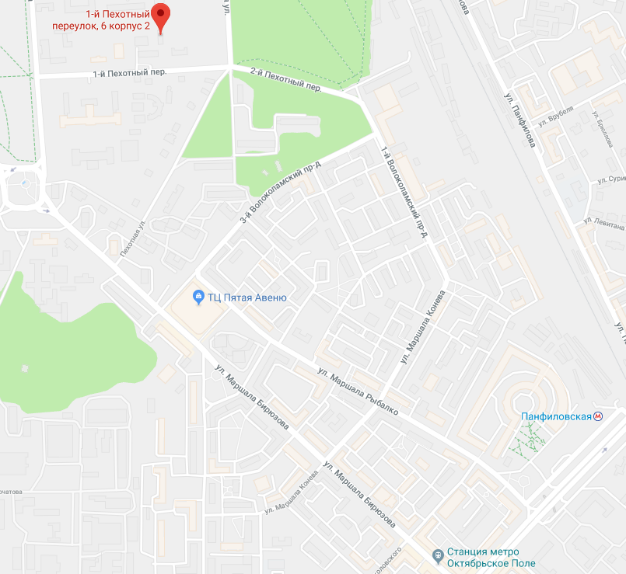 1-й Пехотный
переулок, 6 корпус 2
ул.
1-й Пехотный пер.
2-й Пехотный пер.
ул. Панфилова
ул. Врубеля
1-й Волоколамский пр-д
3-й Волоколамский пр-д
Пехотная ул.
ул. Левитана
ТЦ Пятая Авеню
ул. Маршала Конева
ул. Маршала Рыбалко
ул. Маршала Бирюзова
Панфиловская
ул. Маршала Бирюзова
ул. Маршала Конева
Станция метро
Октябрьское Поле